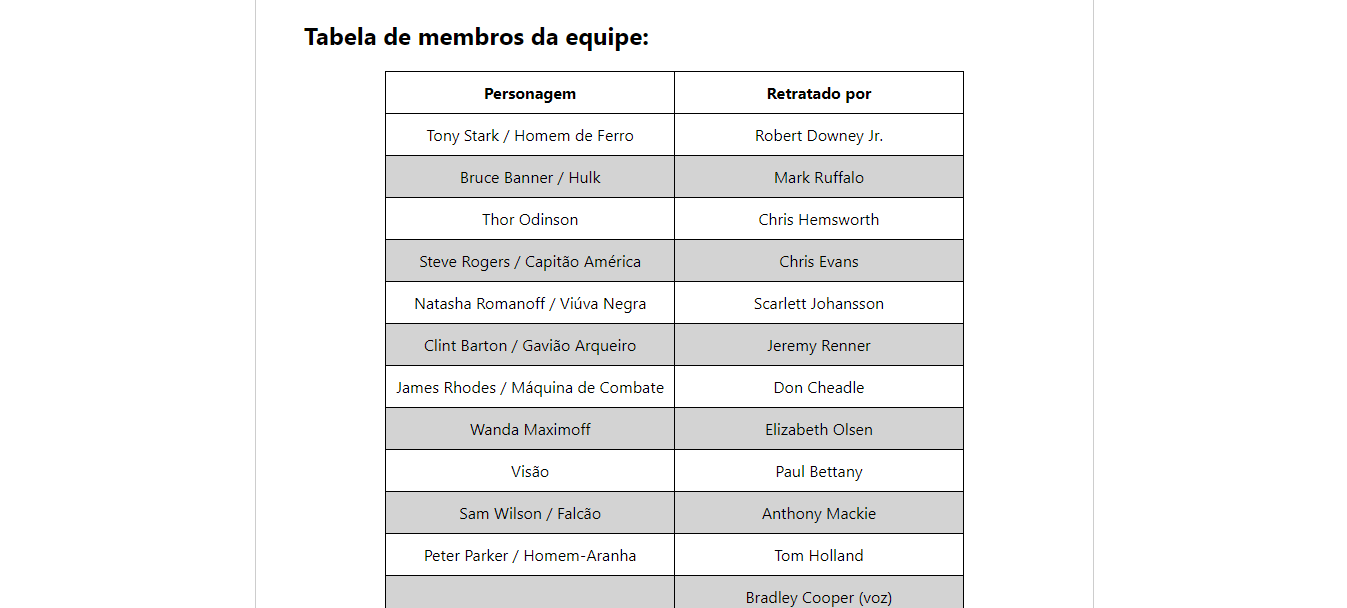 Tabela de membros da equipe:
Personagem Retratado por
Tony Stark / Homem de Ferro Robert Downey Jr.
Bruce Banner / Hulk Mark Ruffalo
Thor Odinson Chris Hemsworth
Steve Rogers / Capitão América Chris Evans
Natasha Romanoff / Viúva Negra Scarlett Johansson
Clint Barton / Gavião Arqueiro Jeremy Renner
James Rhodes / Máquina de Combate Don Cheadle
Wanda Maximoff Elizabeth Olsen
Visão Paul Bettany
Sam Wilson / Falcão Anthony Mackie
Peter Parker / Homem-Aranha Tom Holland
Bradley Cooper (voz)